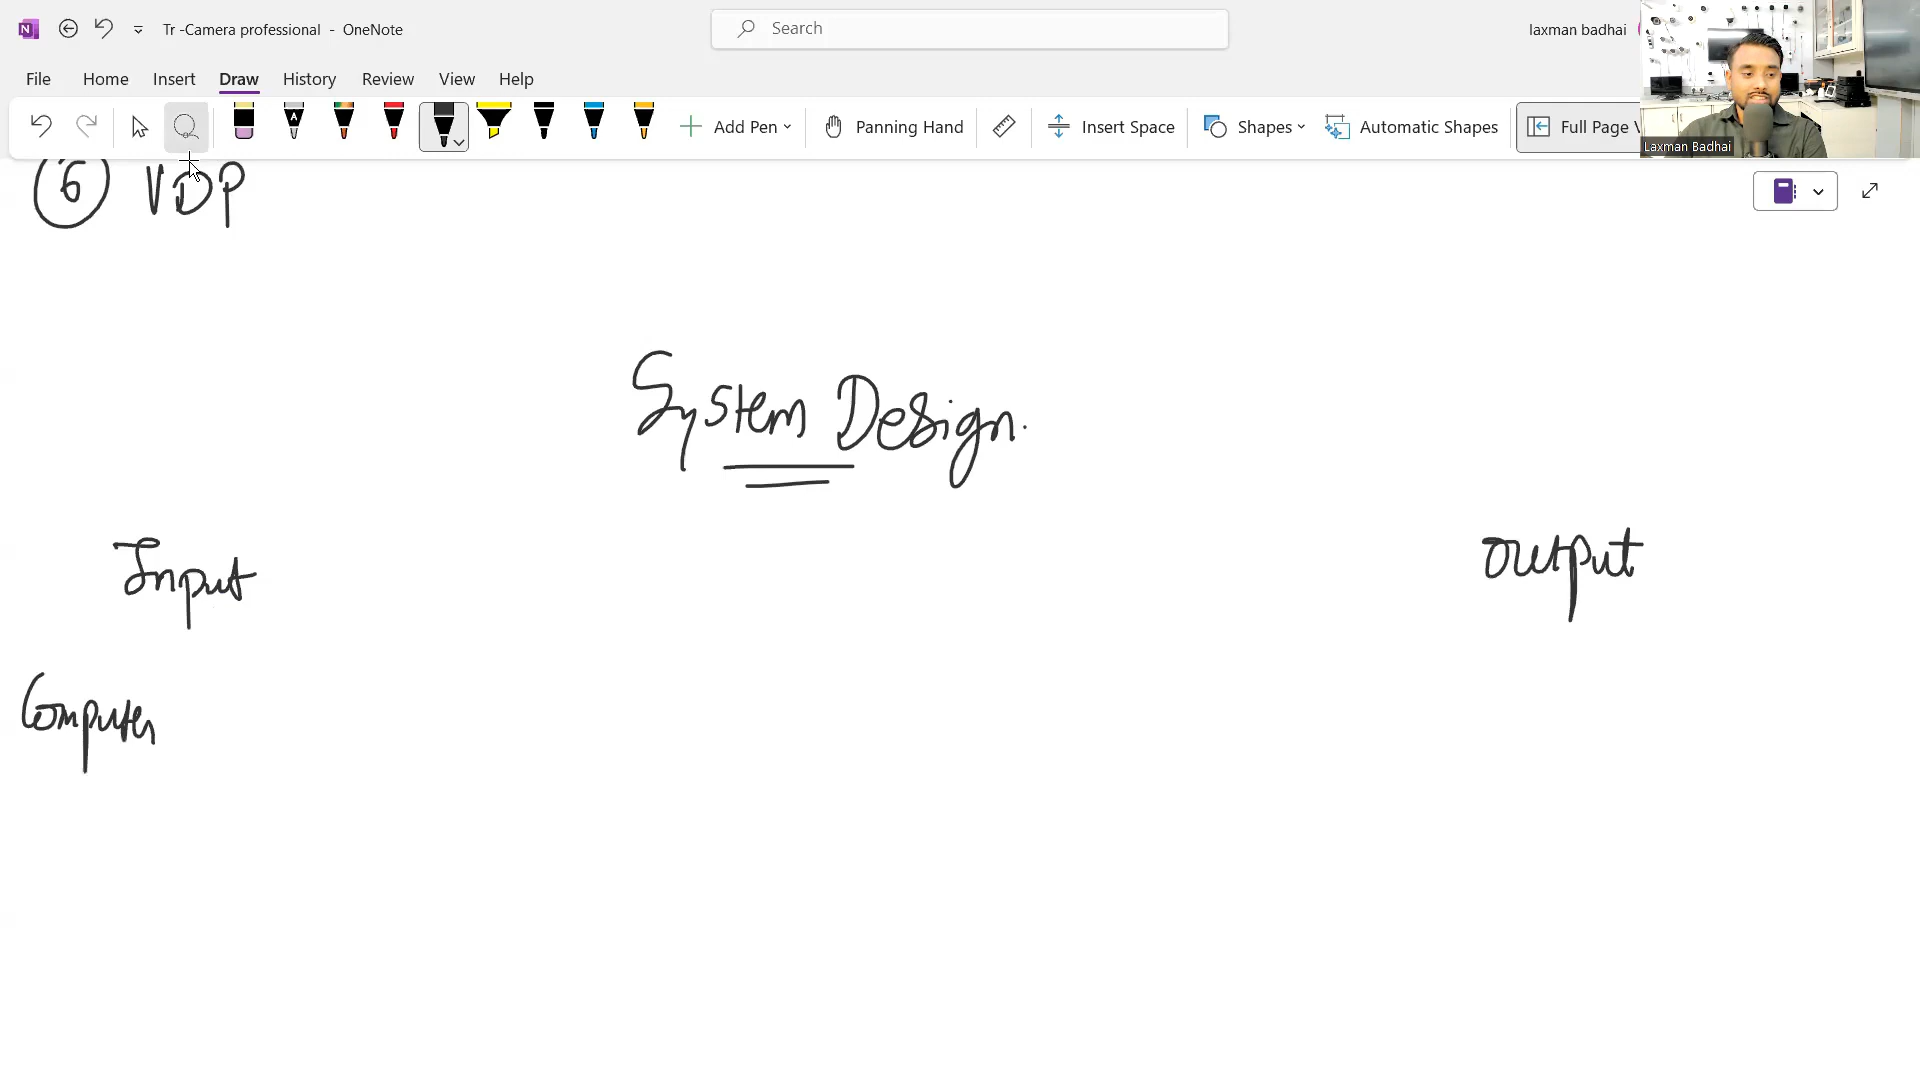 Tr -Camera professional - OneNote
Search
laxman badhai
File Home Insert Draw History Review View Help
A
Add Pen Panning Hand Insert Space Shapes Automatic Shapes Full Page V
Laxman Badhai
6 VDP
System Design.
Input Output
Computer